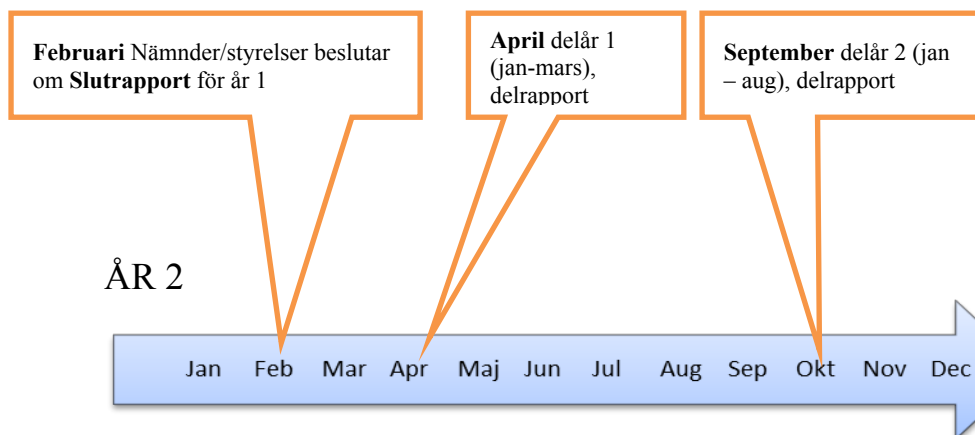 Februari Nämnder/styrelser beslutar
om Slutrapport för år 1
April delår 1
(jan-mars),
delrapport
September delår 2 (jan
– aug), delrapport
ÅR 2
Jan Feb Mar Apr Maj Jun Jul Aug Sep Okt Nov Dec